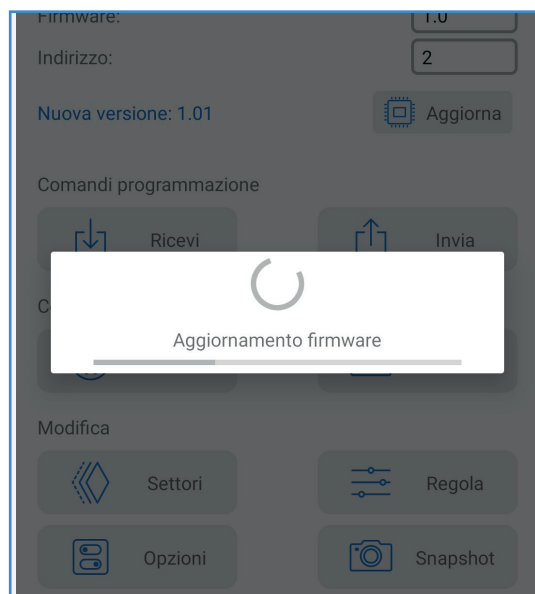 Firmware: 1.0
Indirizzo: 2
Nuova versione: 1.01 Aggiorna
Comandi programmazione
Ricevi Invia
Aggiornamento firmware
Modifica
Settori Regola
Opzioni Snapshot